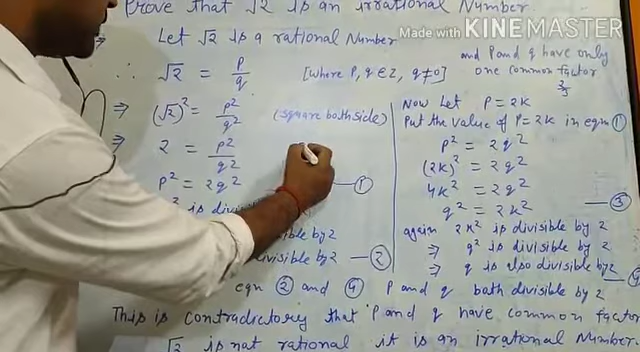 Prove that √2 is an irrational Number.
Made with KINEMASTER
Let √2 is a rational Number
∴ √2 = P/q [where P, q ∈ Z, q ≠ 0]
and P and q have only
one common factor
2/3
⇒ (√2)² = P²/q² (square both side)
⇒ 2 = P²/q²
P² = 2q² — ①
² is divi
ible by 2
divisible by 2 — ②
Now Let P = 2K
Put the value of P = 2K in eqn ①
P² = 2q²
(2K)² = 2q²
4K² = 2q²
q² = 2K² — ③
again 2K² is divisible by 2
⇒ q² is divisible by 2
⇒ q is also divisible by 2 — ④
eqn ② and ④ P and q both divisible by 2
This is contradictory that P and q have common factor
√2 is not rational it is an irrational Number.